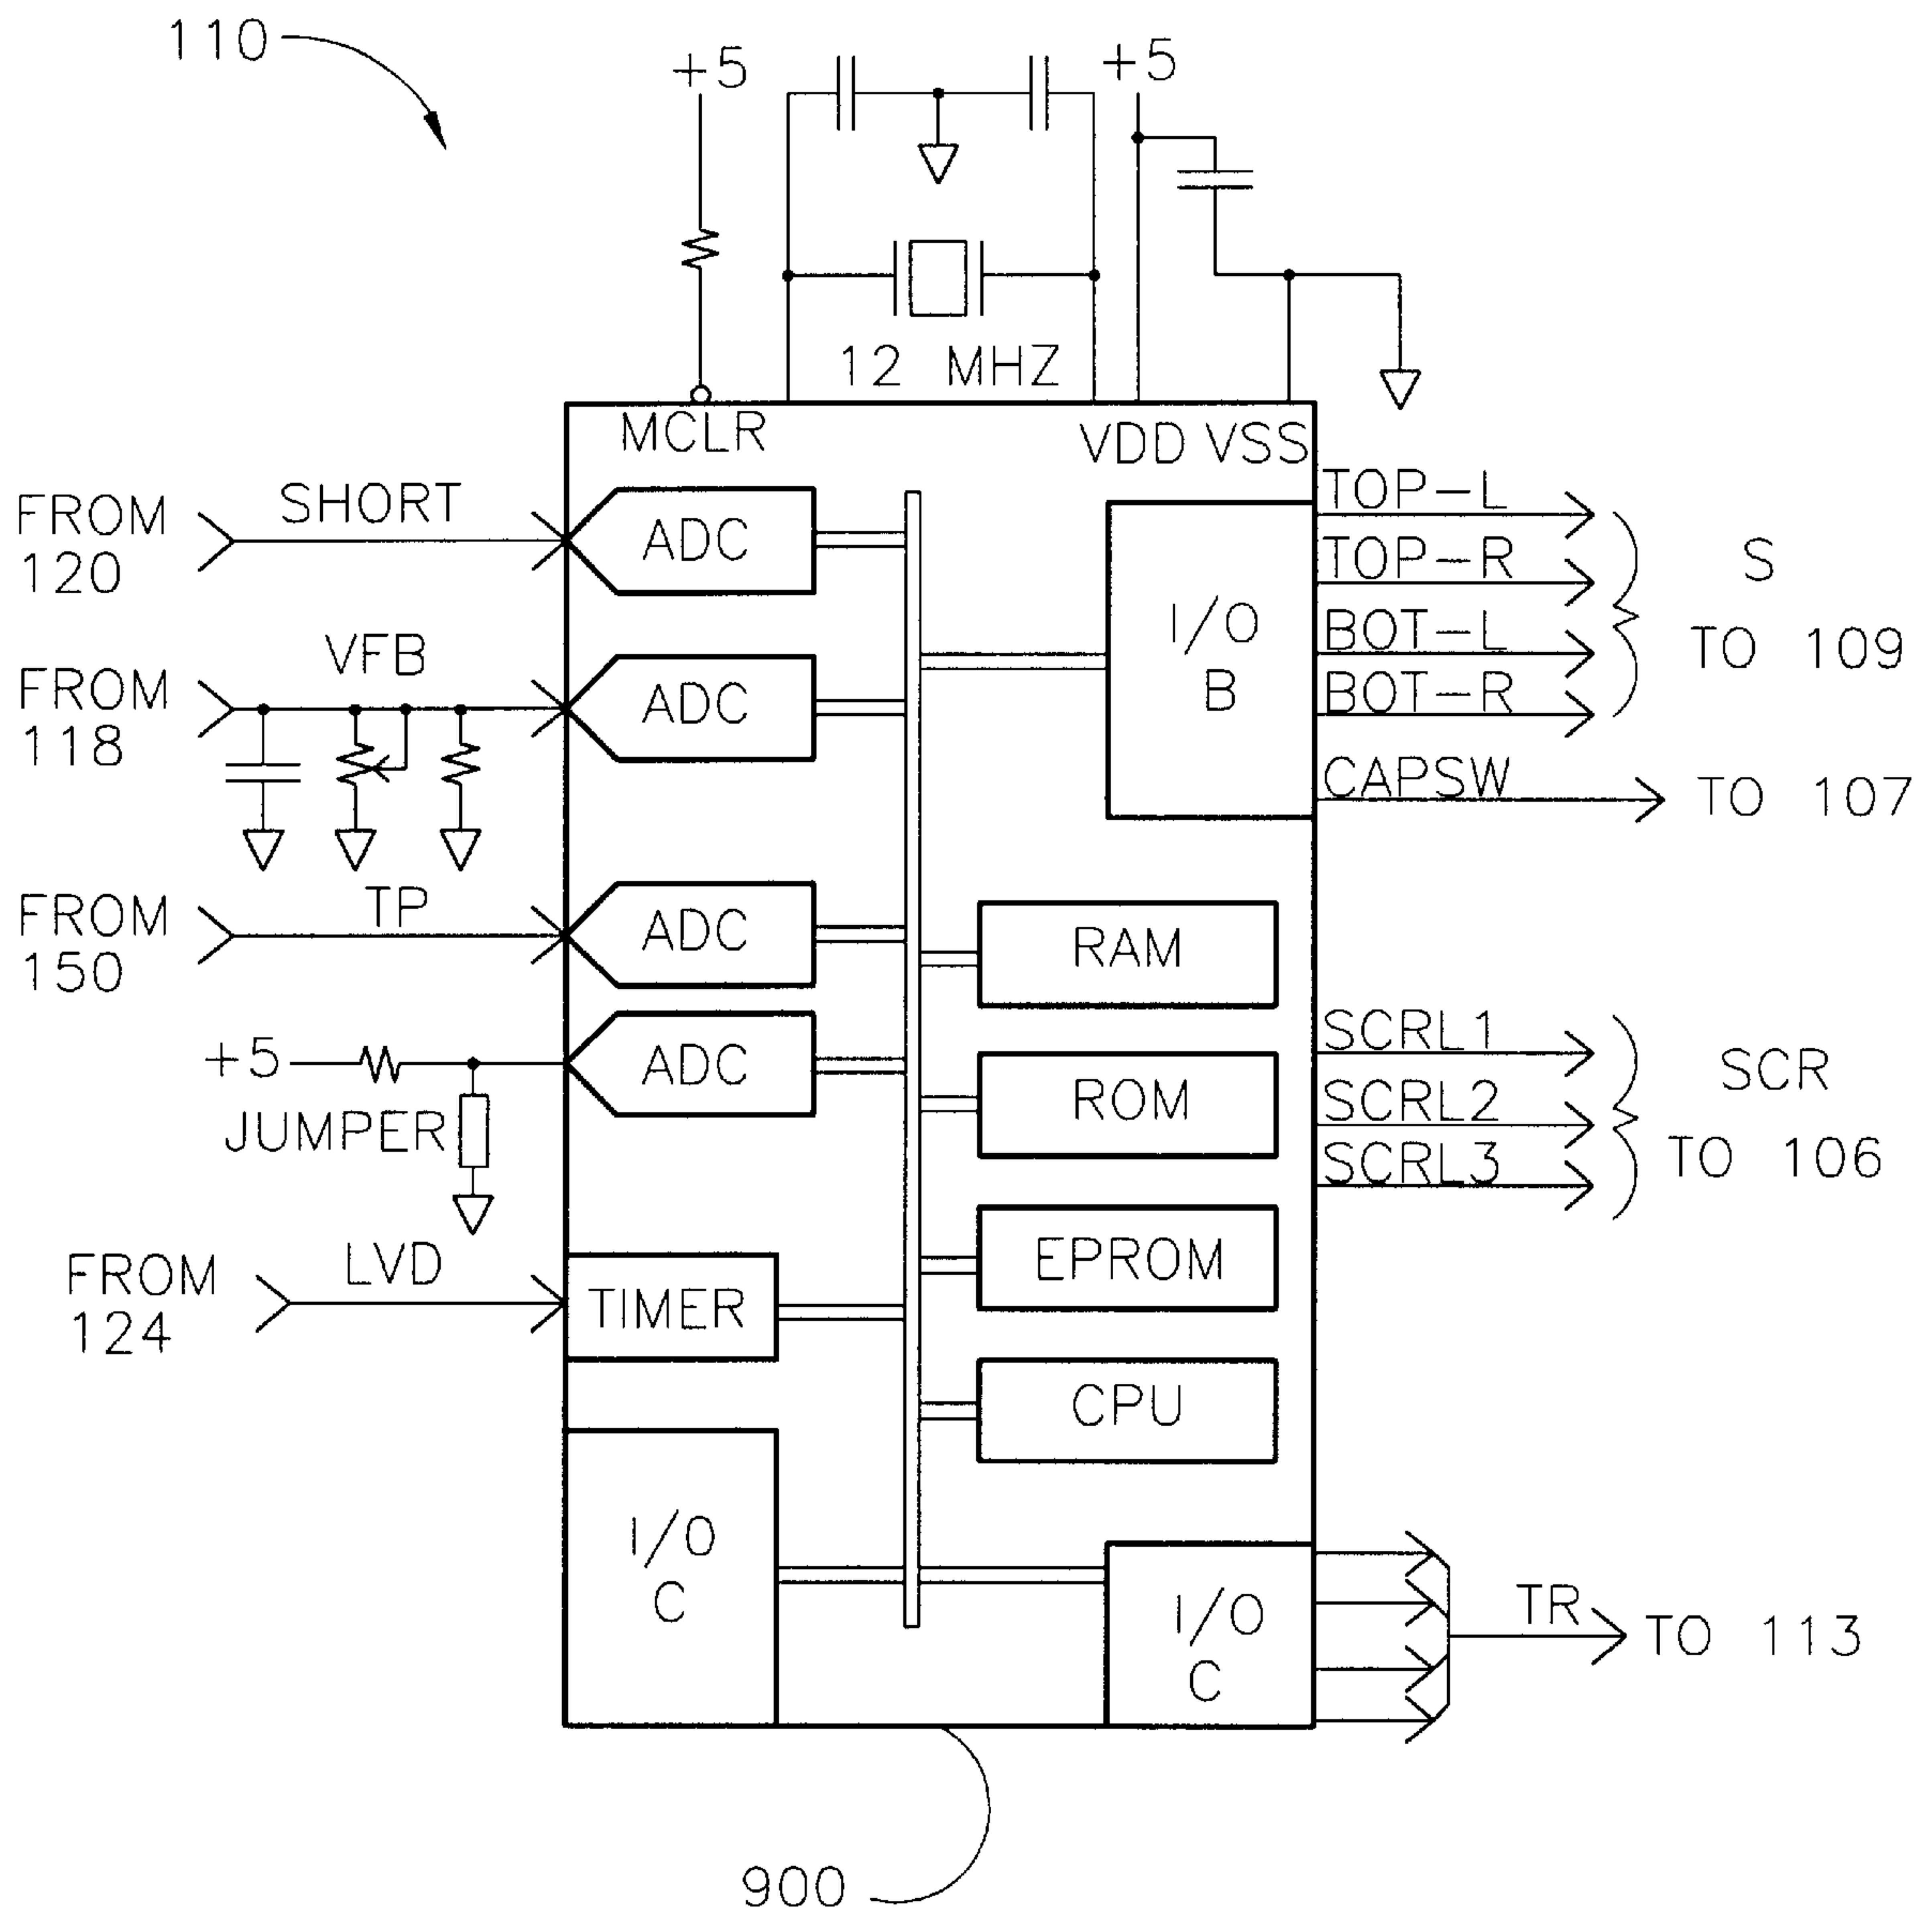 110
+5
+5
12 MHZ
MCLR
VDD VSS
FROM
120
SHORT
ADC
TOP-L
TOP-R
BOT-L
BOT-R
S
TO 109
I/O
B
FROM
118
VFB
ADC
CAPSW
TO 107
FROM
150
TP
ADC
RAM
+5
JUMPER
ADC
ROM
SCRL1
SCRL2
SCRL3
SCR
TO 106
FROM
124
LVD
TIMER
EPROM
CPU
I/O
C
I/O
C
TR
TO 113
900